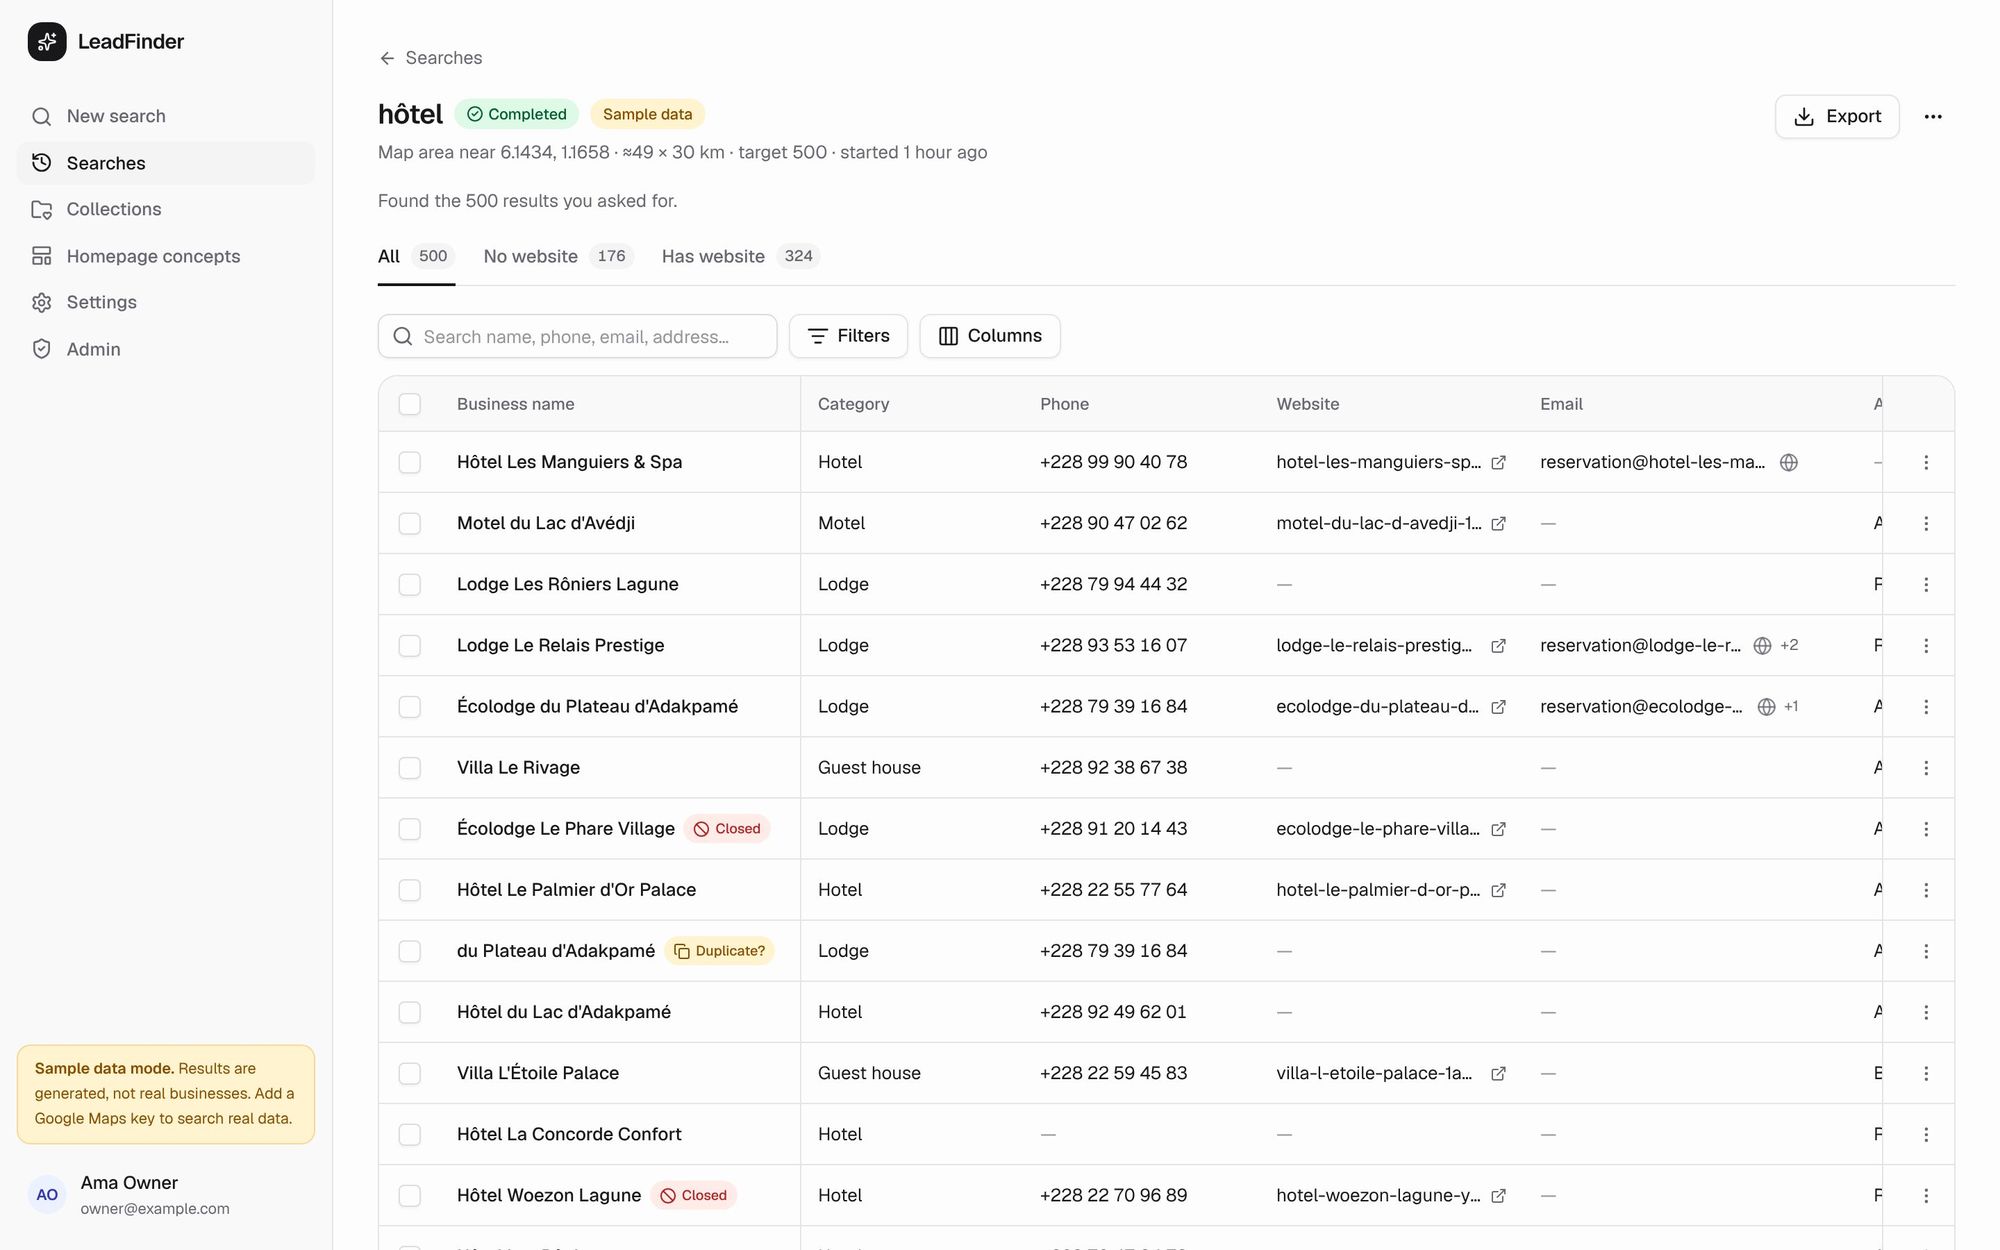 LeadFinder
New search
Searches
Collections
Homepage concepts
Settings
Admin
Sample data mode. Results are
generated, not real businesses. Add a
Google Maps key to search real data.
AO
Ama Owner
owner@example.com
Searches
hôtel Completed Sample data
Export
Map area near 6.1434, 1.1658 · ≈49 × 30 km · target 500 · started 1 hour ago
Found the 500 results you asked for.
All 500 No website 176 Has website 324
Search name, phone, email, address...
Filters
Columns
Business name Category Phone Website Email
Hôtel Les Manguiers & Spa Hotel +228 99 90 40 78 hotel-les-manguiers-sp... reservation@hotel-les-ma... —
Motel du Lac d'Avédji Motel +228 90 47 02 62 motel-du-lac-d-avedji-1... —
Lodge Les Rôniers Lagune Lodge +228 79 94 44 32 — —
Lodge Le Relais Prestige Lodge +228 93 53 16 07 lodge-le-relais-prestig... reservation@lodge-le-r... +2
Écolodge du Plateau d'Adakpamé Lodge +228 79 39 16 84 ecolodge-du-plateau-d... reservation@ecolodge-... +1
Villa Le Rivage Guest house +228 92 38 67 38 — —
Écolodge Le Phare Village Closed Lodge +228 91 20 14 43 ecolodge-le-phare-villa... —
Hôtel Le Palmier d'Or Palace Hotel +228 22 55 77 64 hotel-le-palmier-d-or-p... —
du Plateau d'Adakpamé Duplicate? Lodge +228 79 39 16 84 — —
Hôtel du Lac d'Adakpamé Hotel +228 92 49 62 01 — —
Villa L'Étoile Palace Guest house +228 22 59 45 83 villa-l-etoile-palace-1a... —
Hôtel La Concorde Confort Hotel — — —
Hôtel Woezon Lagune Closed Hotel +228 22 70 96 89 hotel-woezon-lagune-y... —